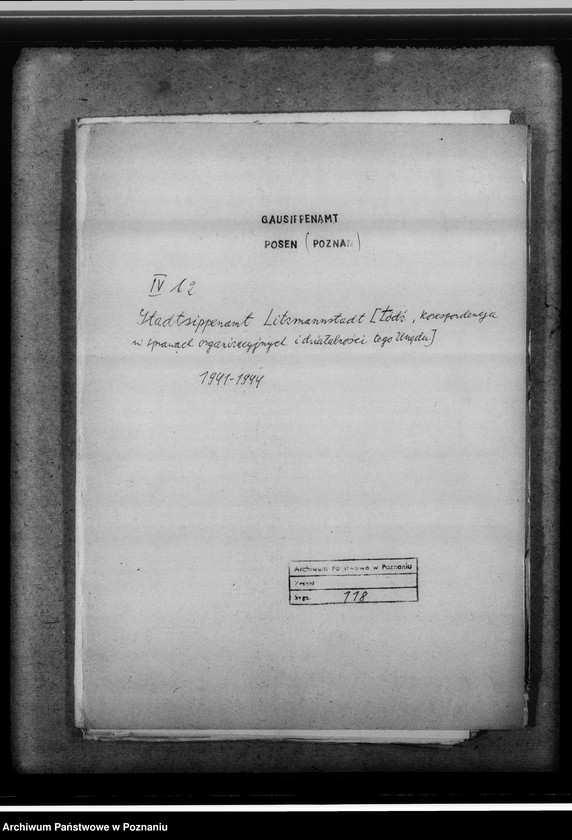 GAUSIPPENAMT
POSEN (POZNAŃ)
IV 12
Stadtsippenamt Litzmannstadt [Łódź, korespondencja
w sprawach organizacyjnych i działalności tego Urzędu]
1941-1944
Archiwum Państwowe w Poznaniu
Zespół
Sygn. 118
Archiwum Państwowe w Poznaniu